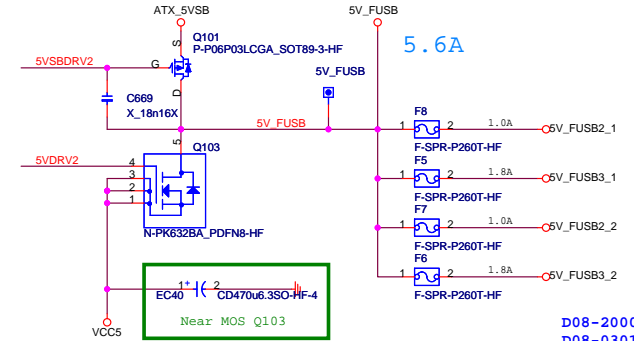 ATX_5VSB
5V_FUSB
5.6A
Q101
P-P06P03LCGA_SOT89-3-HF
S
G
D
5VSBDRV2
C669
X_18n16X
5V_FUSB
5V_FUSB
F8
1 2 1.0A 5V_FUSB2_1
F-SPR-P260T-HF
F5
1 2 1.8A 5V_FUSB3_1
F-SPR-P260T-HF
F7
1 2 1.0A 5V_FUSB2_2
F-SPR-P260T-HF
F6
1 2 1.8A 5V_FUSB3_2
F-SPR-P260T-HF
Q103
5
5VDRV2
4
3
2
1
N-PK632BA_PDFN8-HF
1 + 2
EC40 CD470u6.3SO-HF-4
Near MOS Q103
VCC5
D08-2000